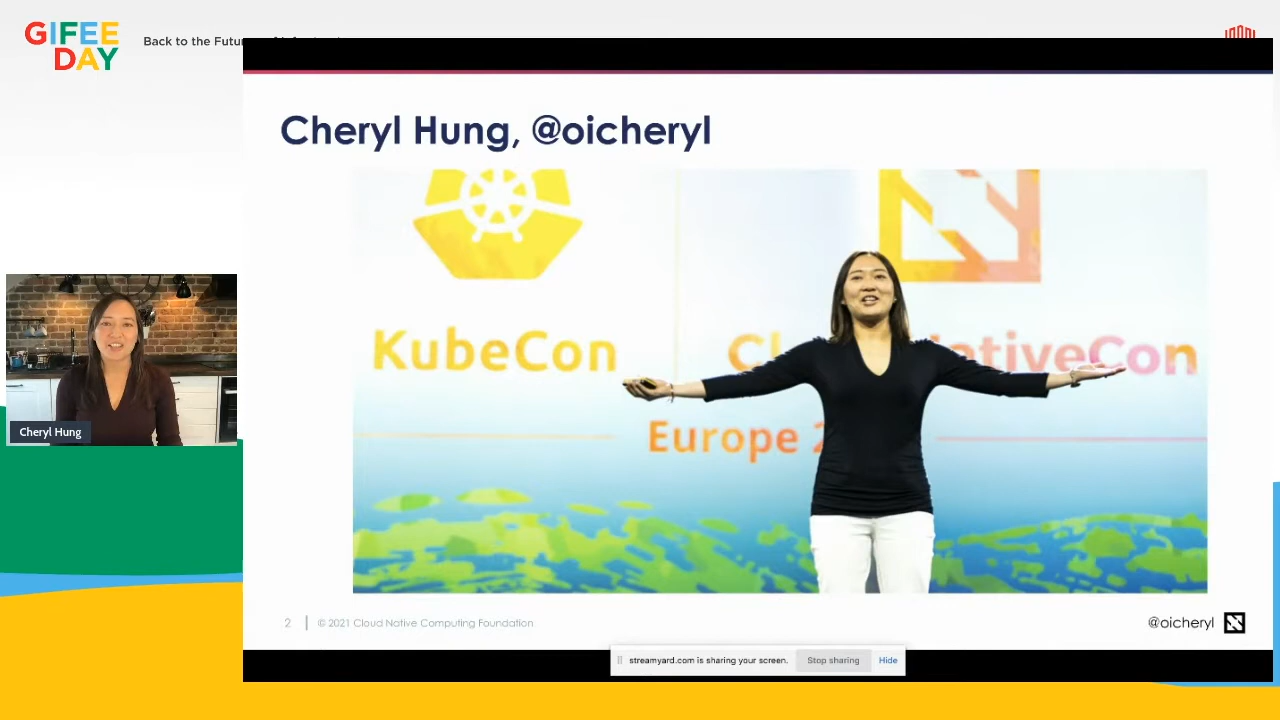 GIFEE
DAY
Back to the Futur
Cheryl Hung, @oicheryl
KubeCon
Europe
Cheryl Hung
2
© 2021 Cloud Native Computing Foundation
@oicheryl
streamyard.com is sharing your screen.
Stop sharing
Hide